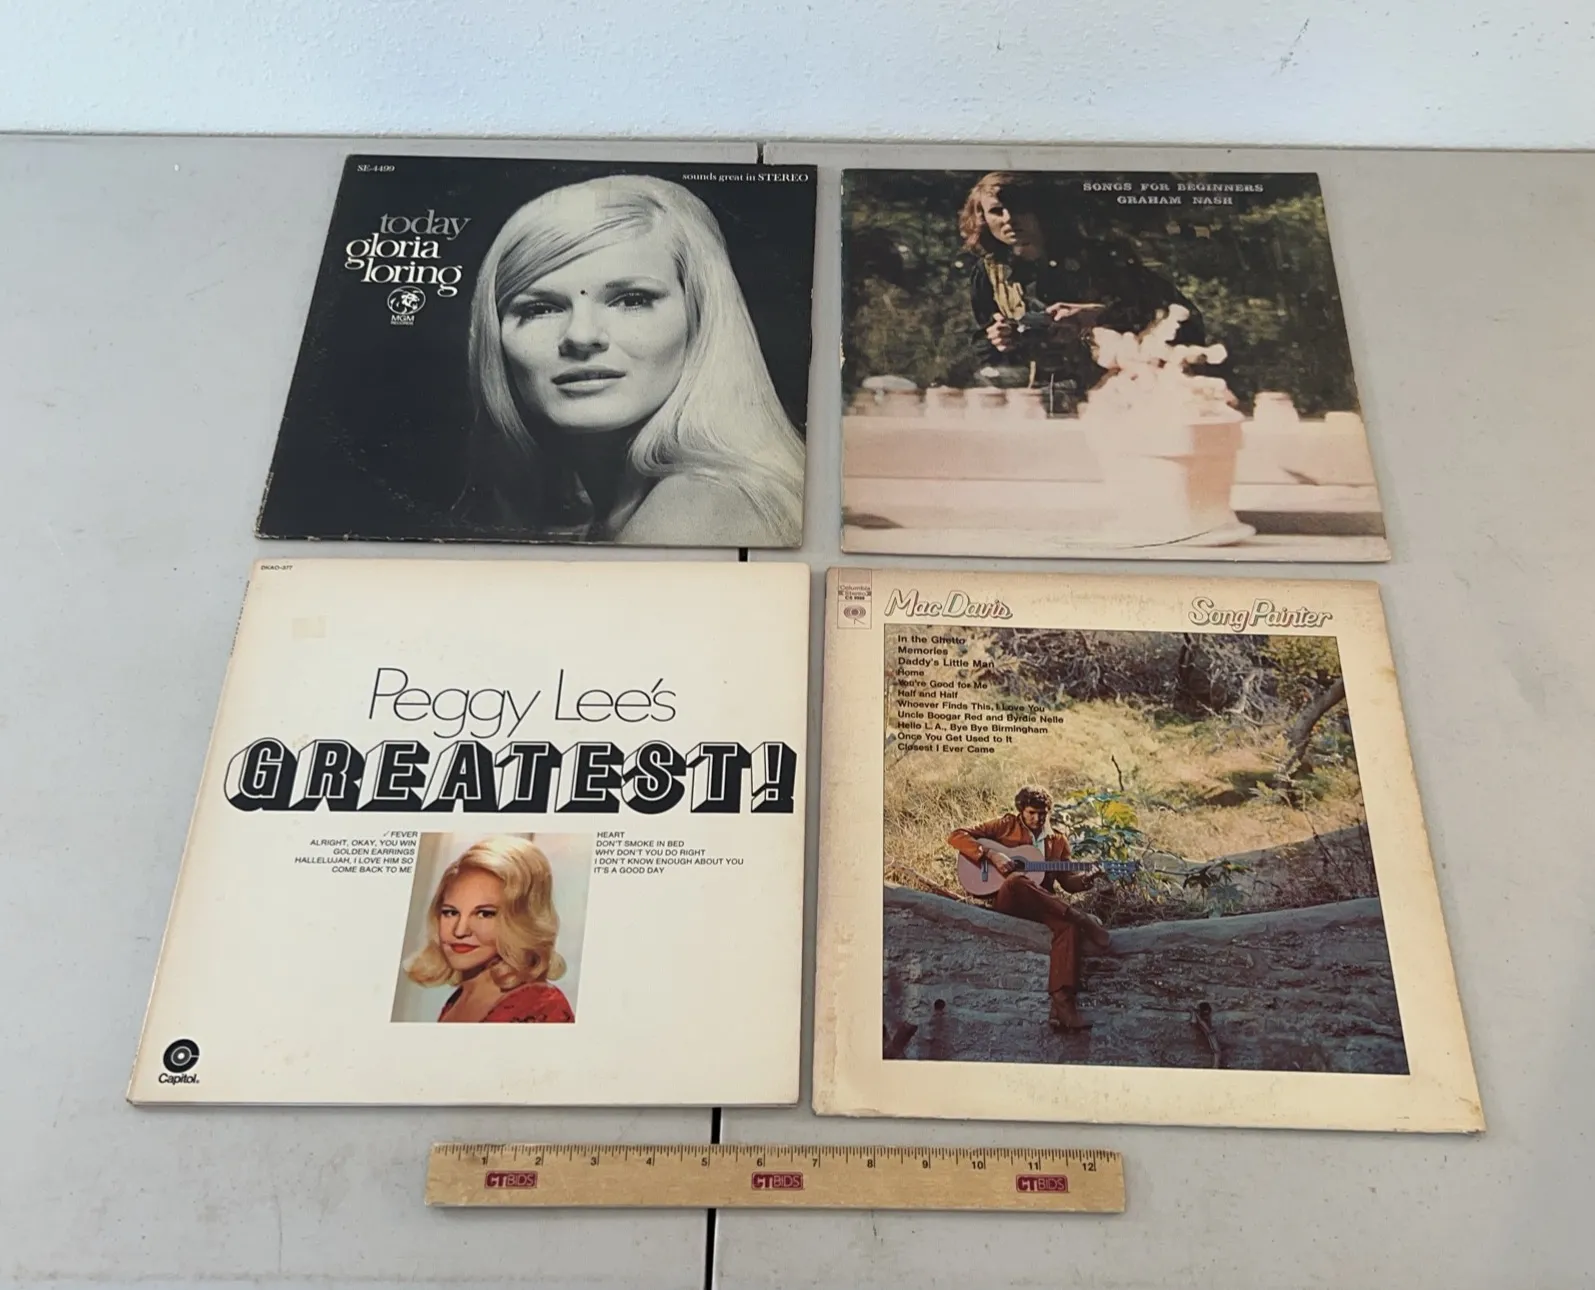 SE-4499
sounds great in STEREO
today
gloria
loring
MGM
RECORDS
SONGS FOR BEGINNERS
GRAHAM NASH
DKAO-377
Peggy Lee's
GREATEST!
FEVER
ALRIGHT, OKAY, YOU WIN
GOLDEN EARRINGS
HALLELUJAH, I LOVE HIM SO
COME BACK TO ME
HEART
DON'T SMOKE IN BED
WHY DON'T YOU DO RIGHT
I DON'T KNOW ENOUGH ABOUT YOU
IT'S A GOOD DAY
Capitol
Columbia
Stereo
Mac Davis
Song Painter
In the Ghetto
Memories
Daddy's Little Man
Home
You're Good for Me
Half and Half
Whoever Finds This, I Love You
Uncle Boogar Red and Byrdie Nelle
Hello L.A., Bye Bye Birmingham
Once You Get Used to It
Closest I Ever Came
1 2 3 4 5 6 7 8 9 10 11 12
CTBIDS CTBIDS CTBIDS